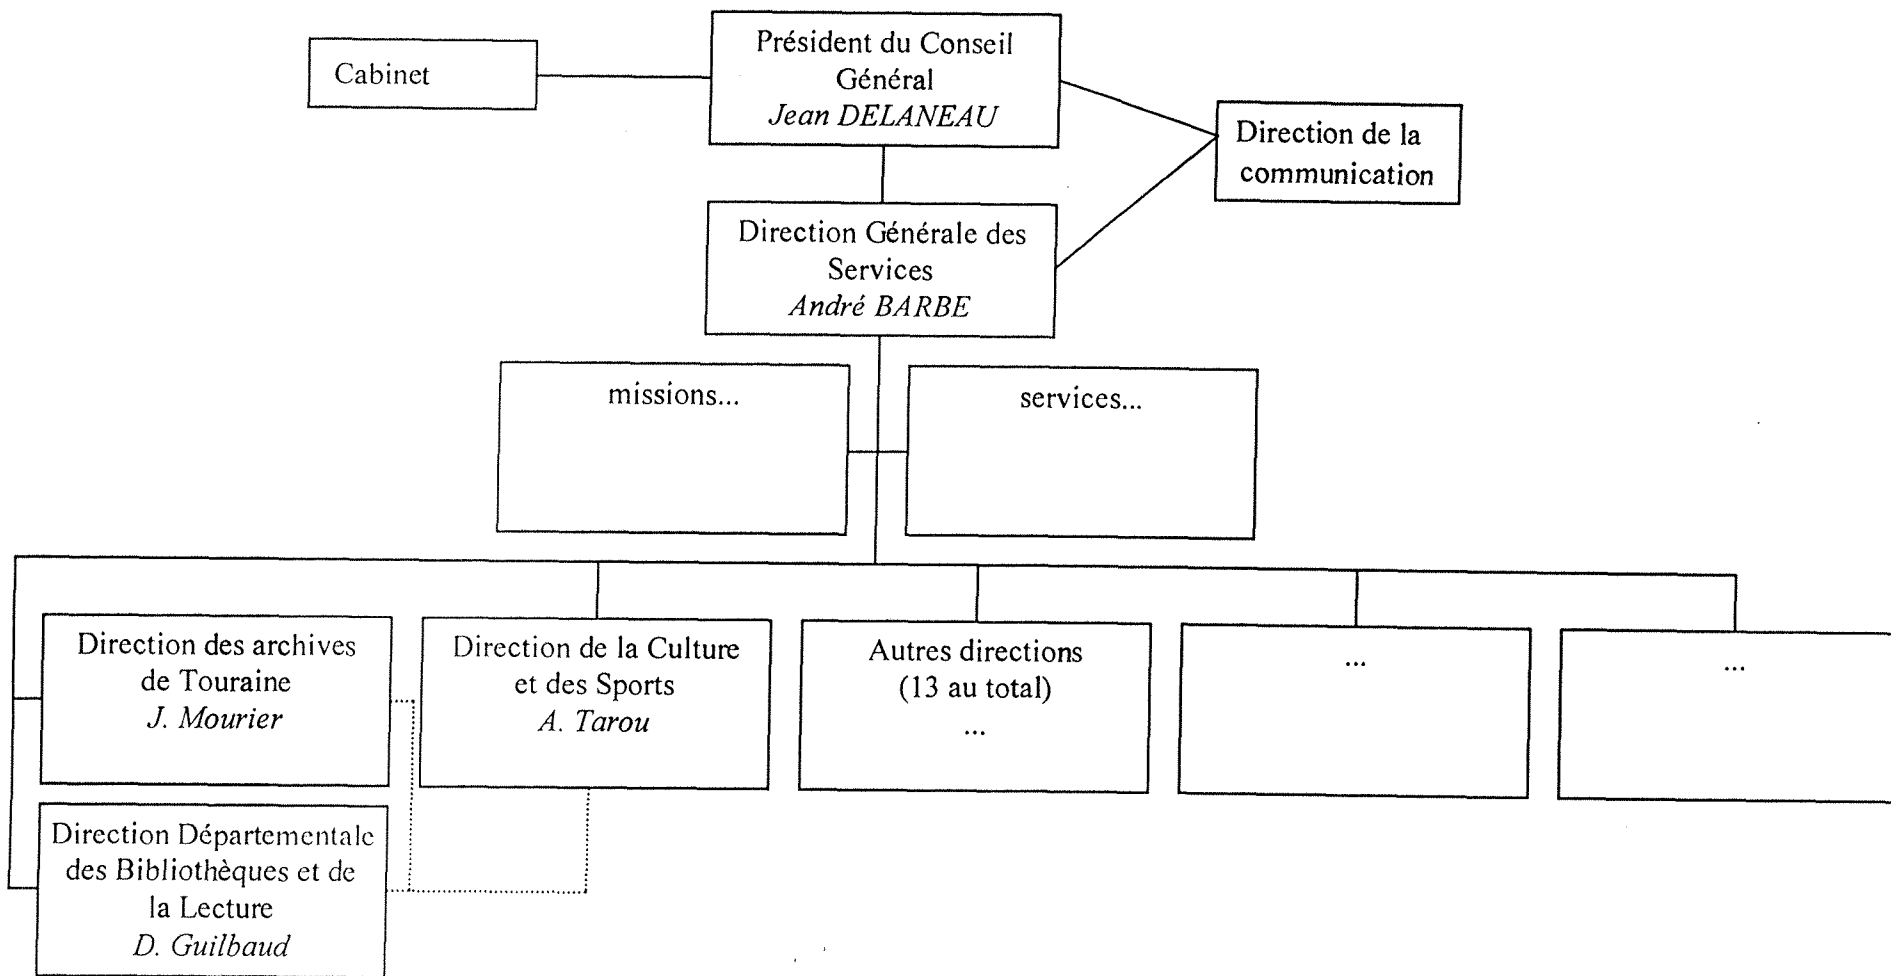 Cabinet
Président du Conseil
Général
Jean DELANEAU
Direction de la
communication
Direction Générale des
Services
André BARBE
missions...
services...
Direction des archives
de Touraine
J. Mourier
Direction de la Culture
et des Sports
A. Tarou
Autres directions
(13 au total)
...
...
...
Direction Départementale
des Bibliothèques et de
la Lecture
D. Guilbaud